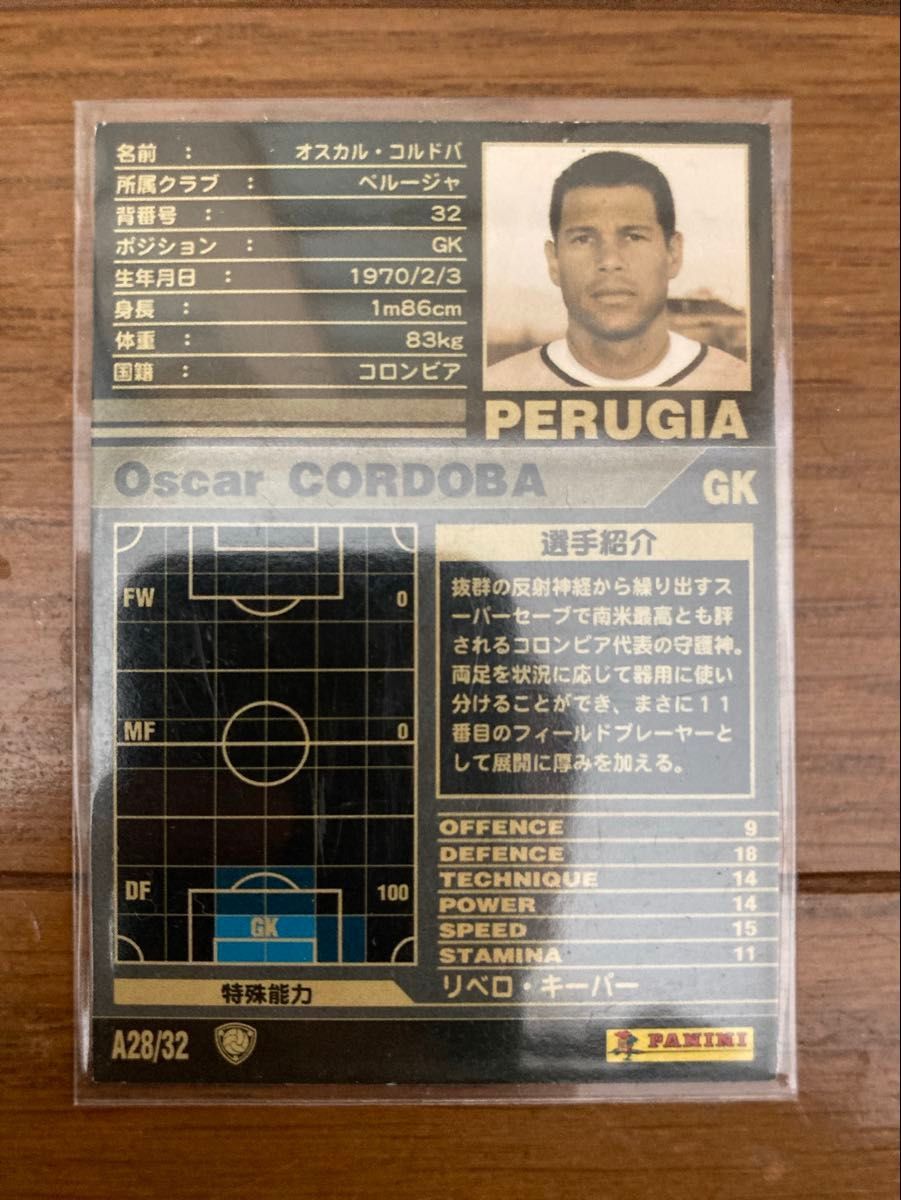 名前 : オスカル・コルドバ
所属クラブ : ペルージャ
背番号 : 32
ポジション : GK
生年月日 : 1970/2/3
身長 : 1m86cm
体重 : 83kg
国籍 : コロンビア
PERUGIA
Oscar CORDOBA
GK
FW 0
MF 0
DF 100
GK
選手紹介
抜群の反射神経から繰り出すス
ーパーセーブで南米最高とも評
されるコロンビア代表の守護神。
両足を状況に応じて器用に使い
分けることができ、まさに11
番目のフィールドプレーヤーと
して展開に厚みを加える。
OFFENCE 9
DEFENCE 18
TECHNIQUE 14
POWER 14
SPEED 15
STAMINA 11
特殊能力
リベロ・キーパー
A28/32
PANINI